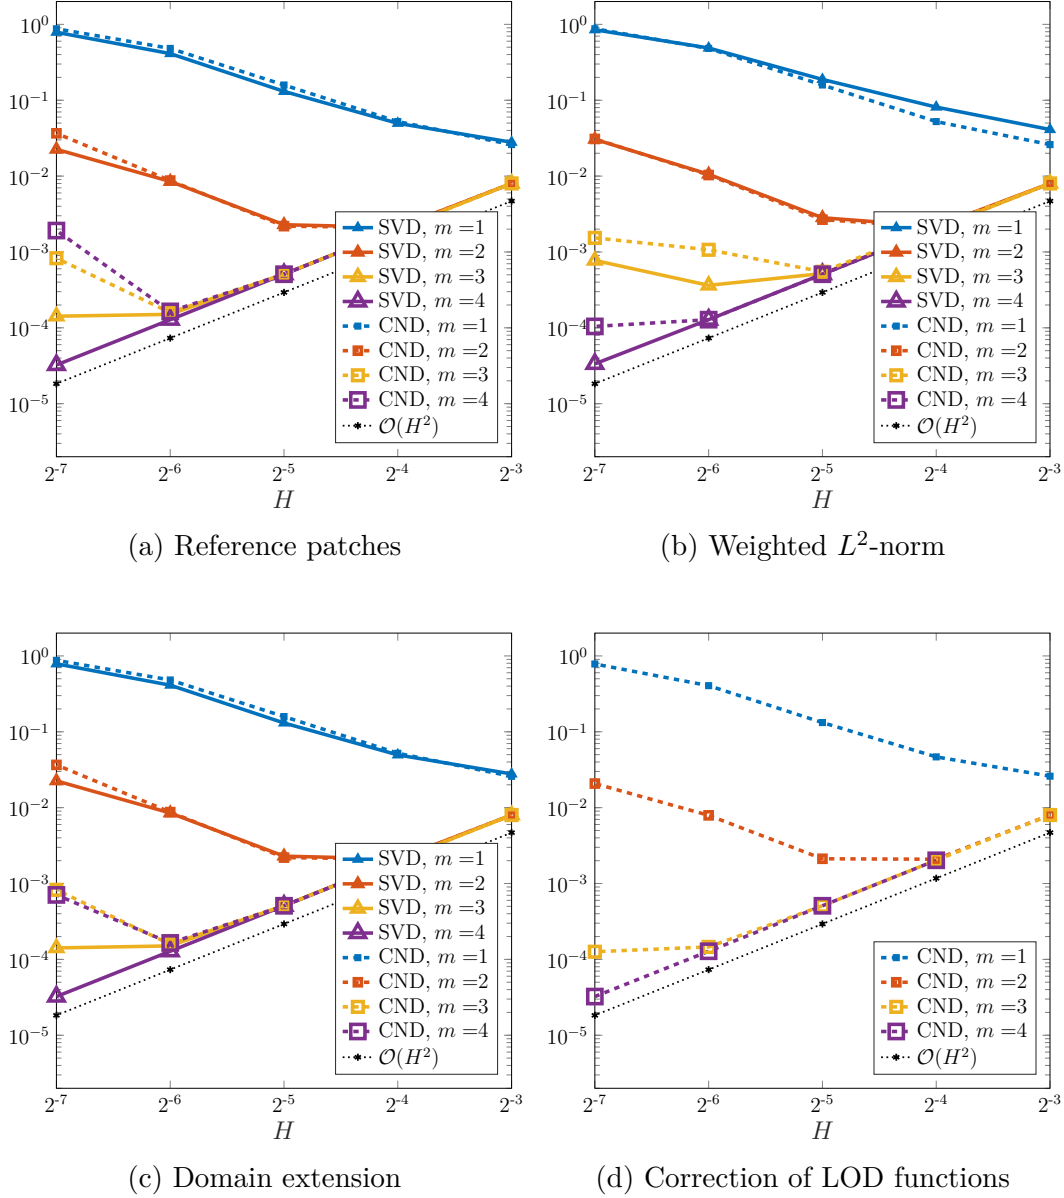 10^0
10^−1
10^−2
10^−3
10^−4
10^−5
2^-7 2^-6 2^-5 2^-4 2^-3
H
SVD, m =1
SVD, m =2
SVD, m =3
SVD, m =4
CND, m =1
CND, m =2
CND, m =3
CND, m =4
O(H^2)
(a) Reference patches
10^0
10^−1
10^−2
10^−3
10^−4
10^−5
2^-7 2^-6 2^-5 2^-4 2^-3
H
SVD, m =1
SVD, m =2
SVD, m =3
SVD, m =4
CND, m =1
CND, m =2
CND, m =3
CND, m =4
O(H^2)
(b) Weighted L^2-norm
10^0
10^−1
10^−2
10^−3
10^−4
10^−5
2^-7 2^-6 2^-5 2^-4 2^-3
H
SVD, m =1
SVD, m =2
SVD, m =3
SVD, m =4
CND, m =1
CND, m =2
CND, m =3
CND, m =4
O(H^2)
(c) Domain extension
10^0
10^−1
10^−2
10^−3
10^−4
10^−5
2^-7 2^-6 2^-5 2^-4 2^-3
H
CND, m =1
CND, m =2
CND, m =3
CND, m =4
O(H^2)
(d) Correction of LOD functions